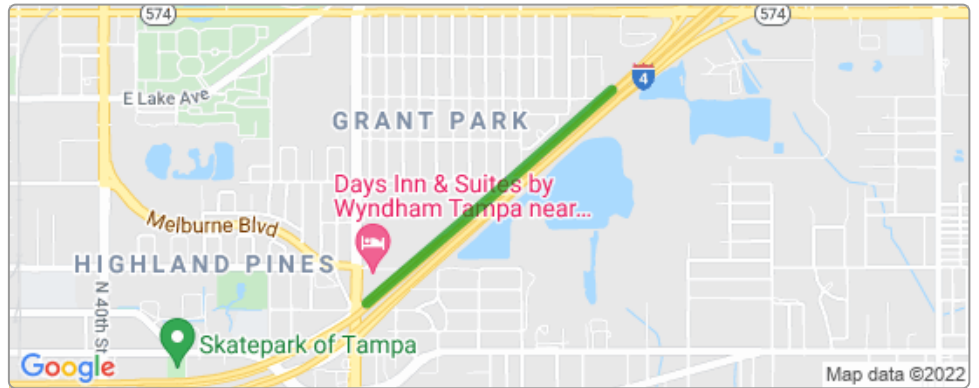 574
574
4
E Lake Ave
GRANT PARK
Days Inn & Suites by
Wyndham Tampa near...
Melburne Blvd
HIGHLAND PINES
N 40th St
Skatepark of Tampa
Google
Map data ©2022